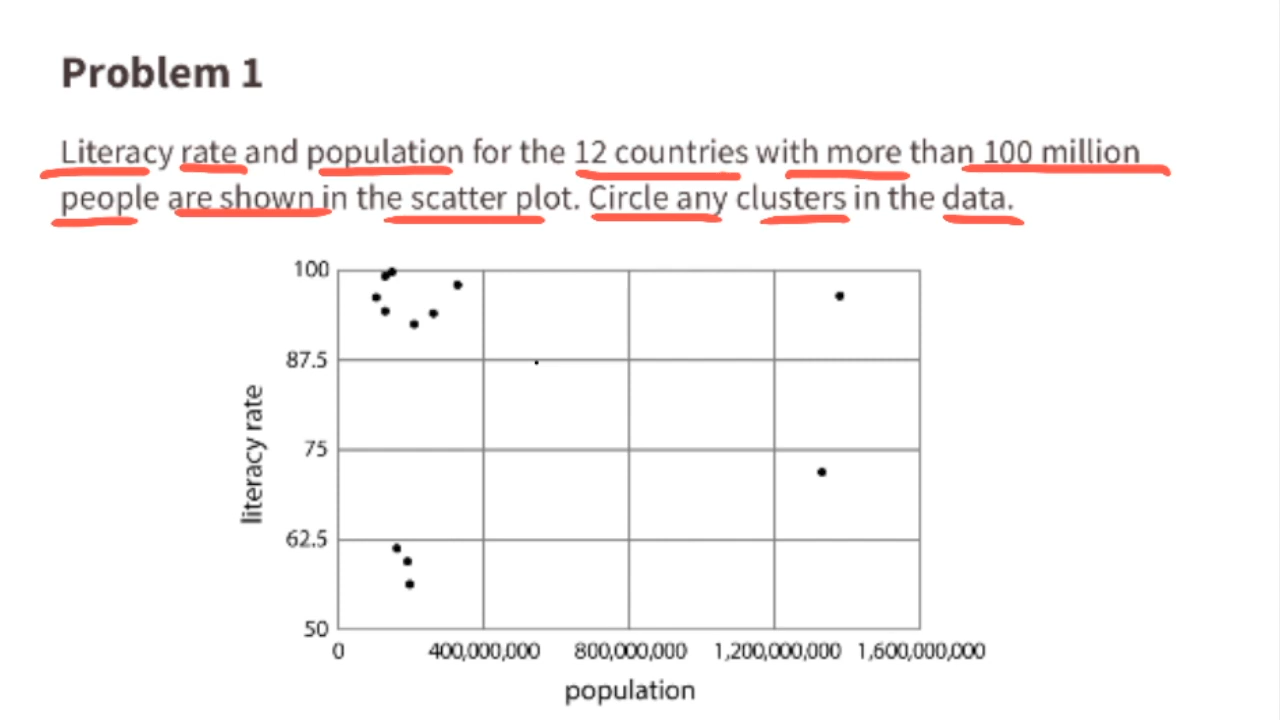 Problem 1
Literacy rate and population for the 12 countries with more than 100 million
people are shown in the scatter plot. Circle any clusters in the data.
100
87.5
75
62.5
50
literacy rate
0 400,000,000 800,000,000 1,200,000,000 1,600,000,000
population